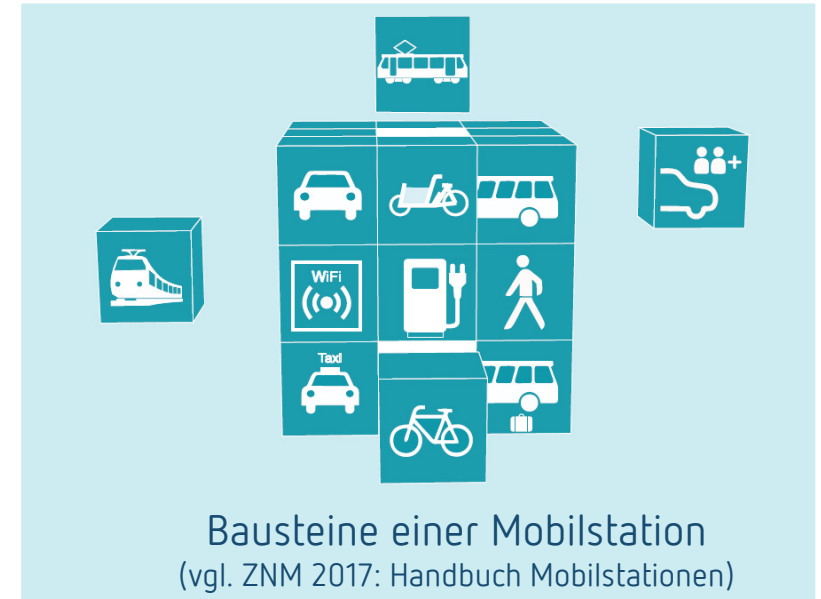 WiFi
Taxi
Bausteine einer Mobilstation
(vgl. ZNM 2017: Handbuch Mobilstationen)